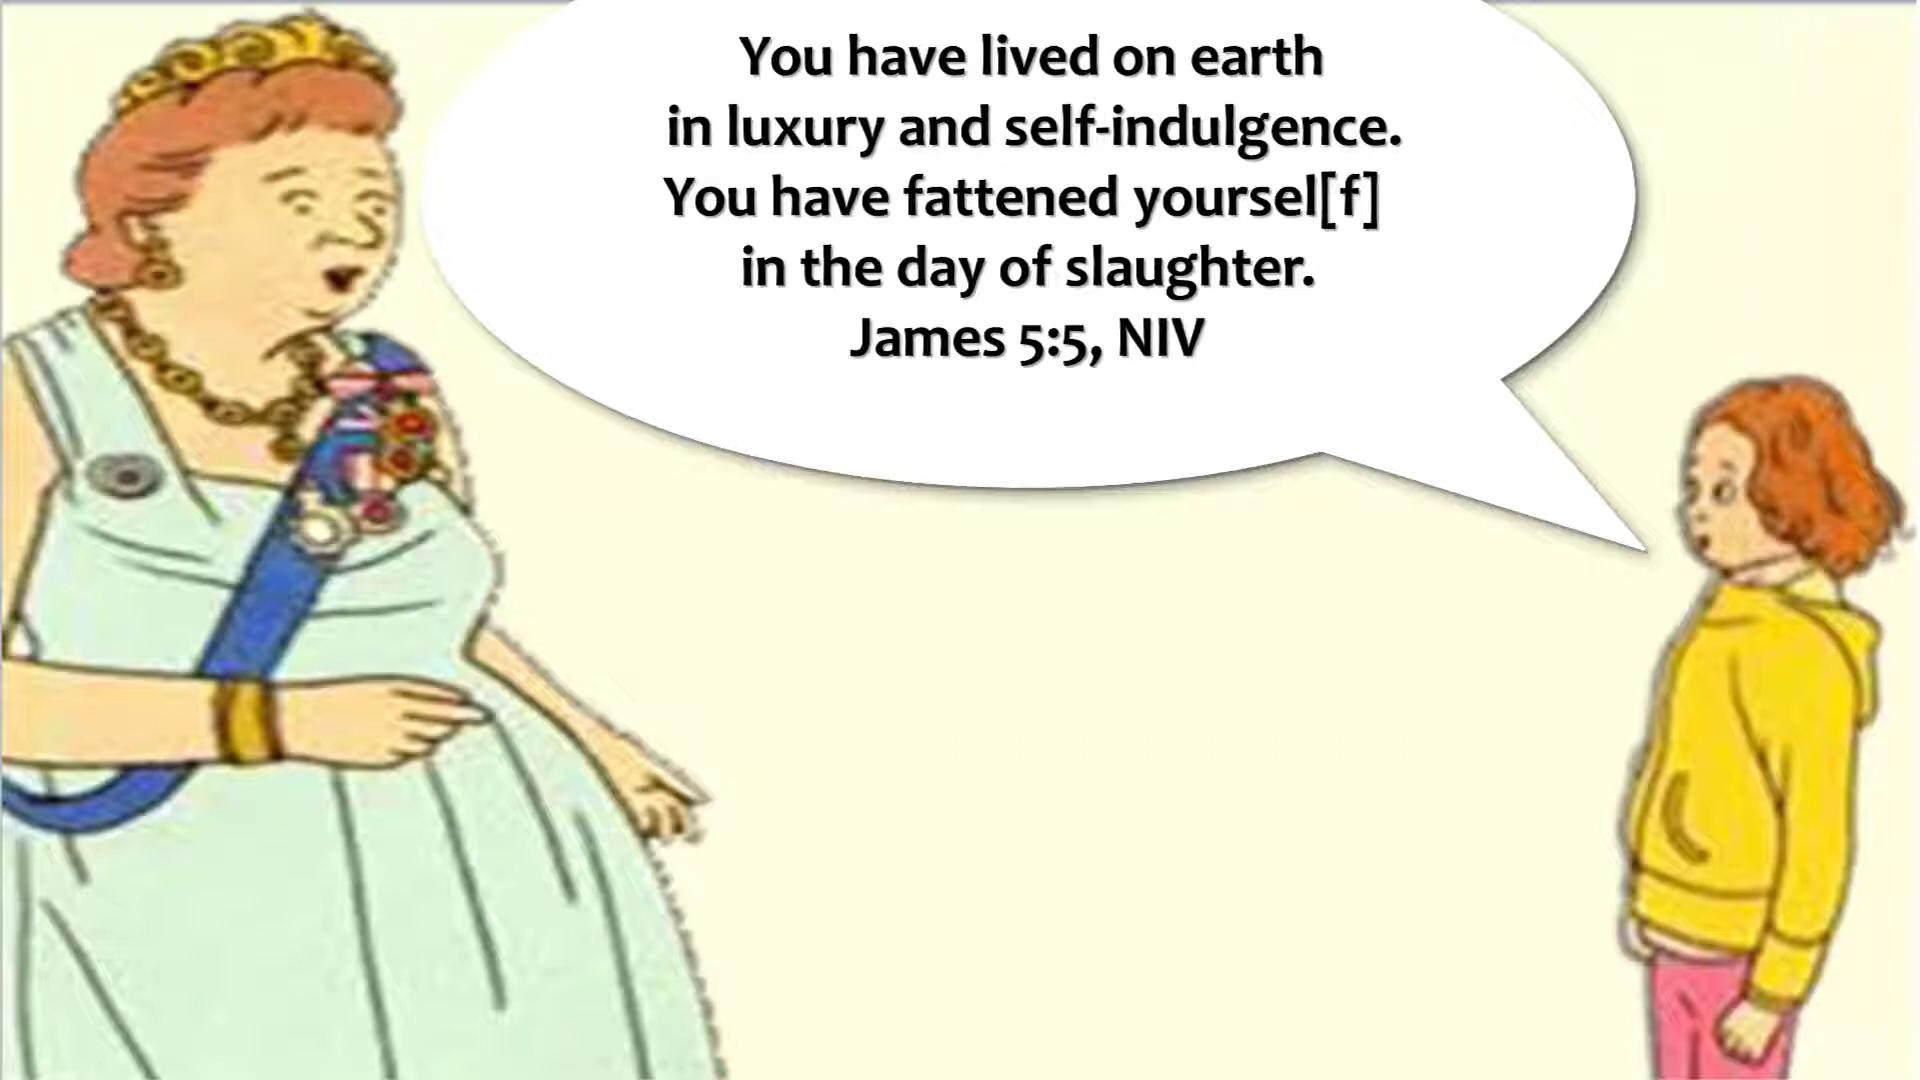 You have lived on earth
in luxury and self-indulgence.
You have fattened yoursel[f]
in the day of slaughter.
James 5:5, NIV